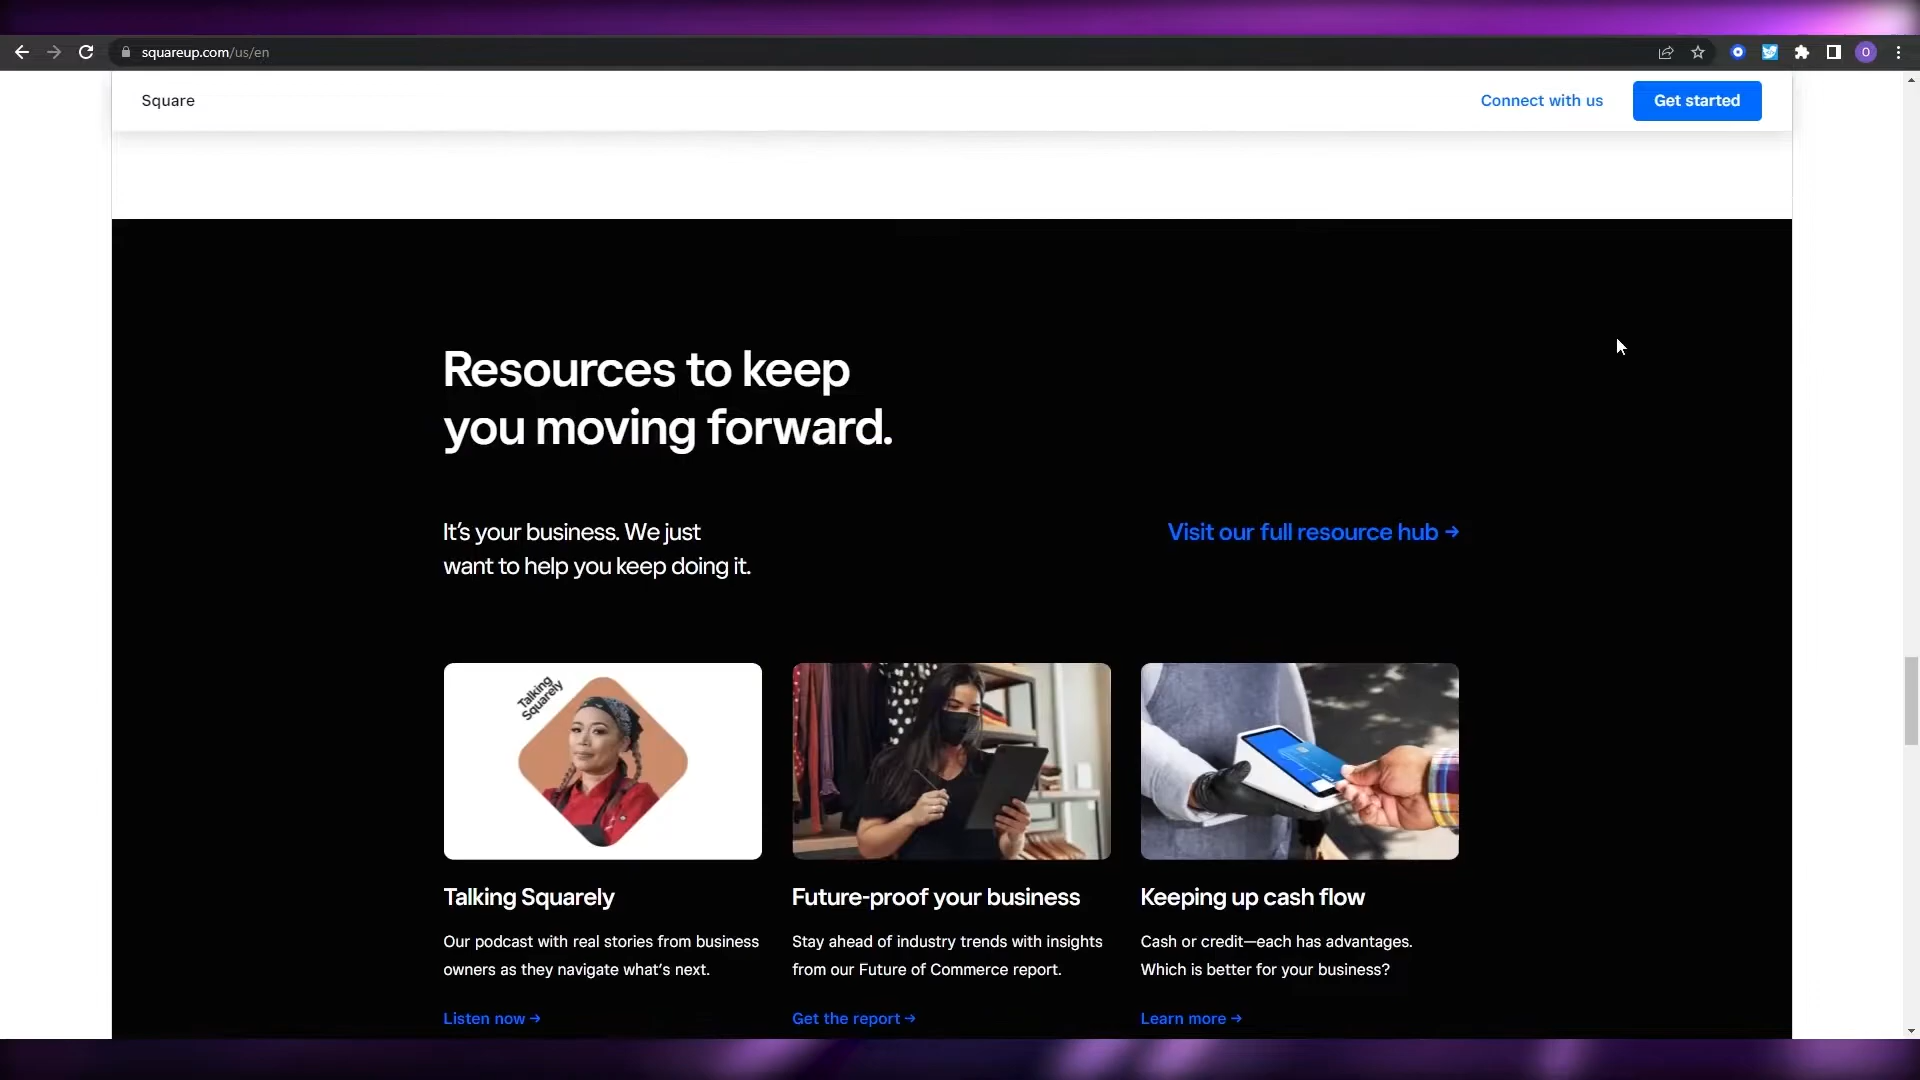 squareup.com/us/en
O
Square
Connect with us
Get started
Resources to keep
you moving forward.
It's your business. We just
want to help you keep doing it.
Visit our full resource hub →
Talking
Squarely
Talking Squarely
Our podcast with real stories from business
owners as they navigate what's next.
Listen now →
Future-proof your business
Stay ahead of industry trends with insights
from our Future of Commerce report.
Get the report →
Keeping up cash flow
Cash or credit—each has advantages.
Which is better for your business?
Learn more →